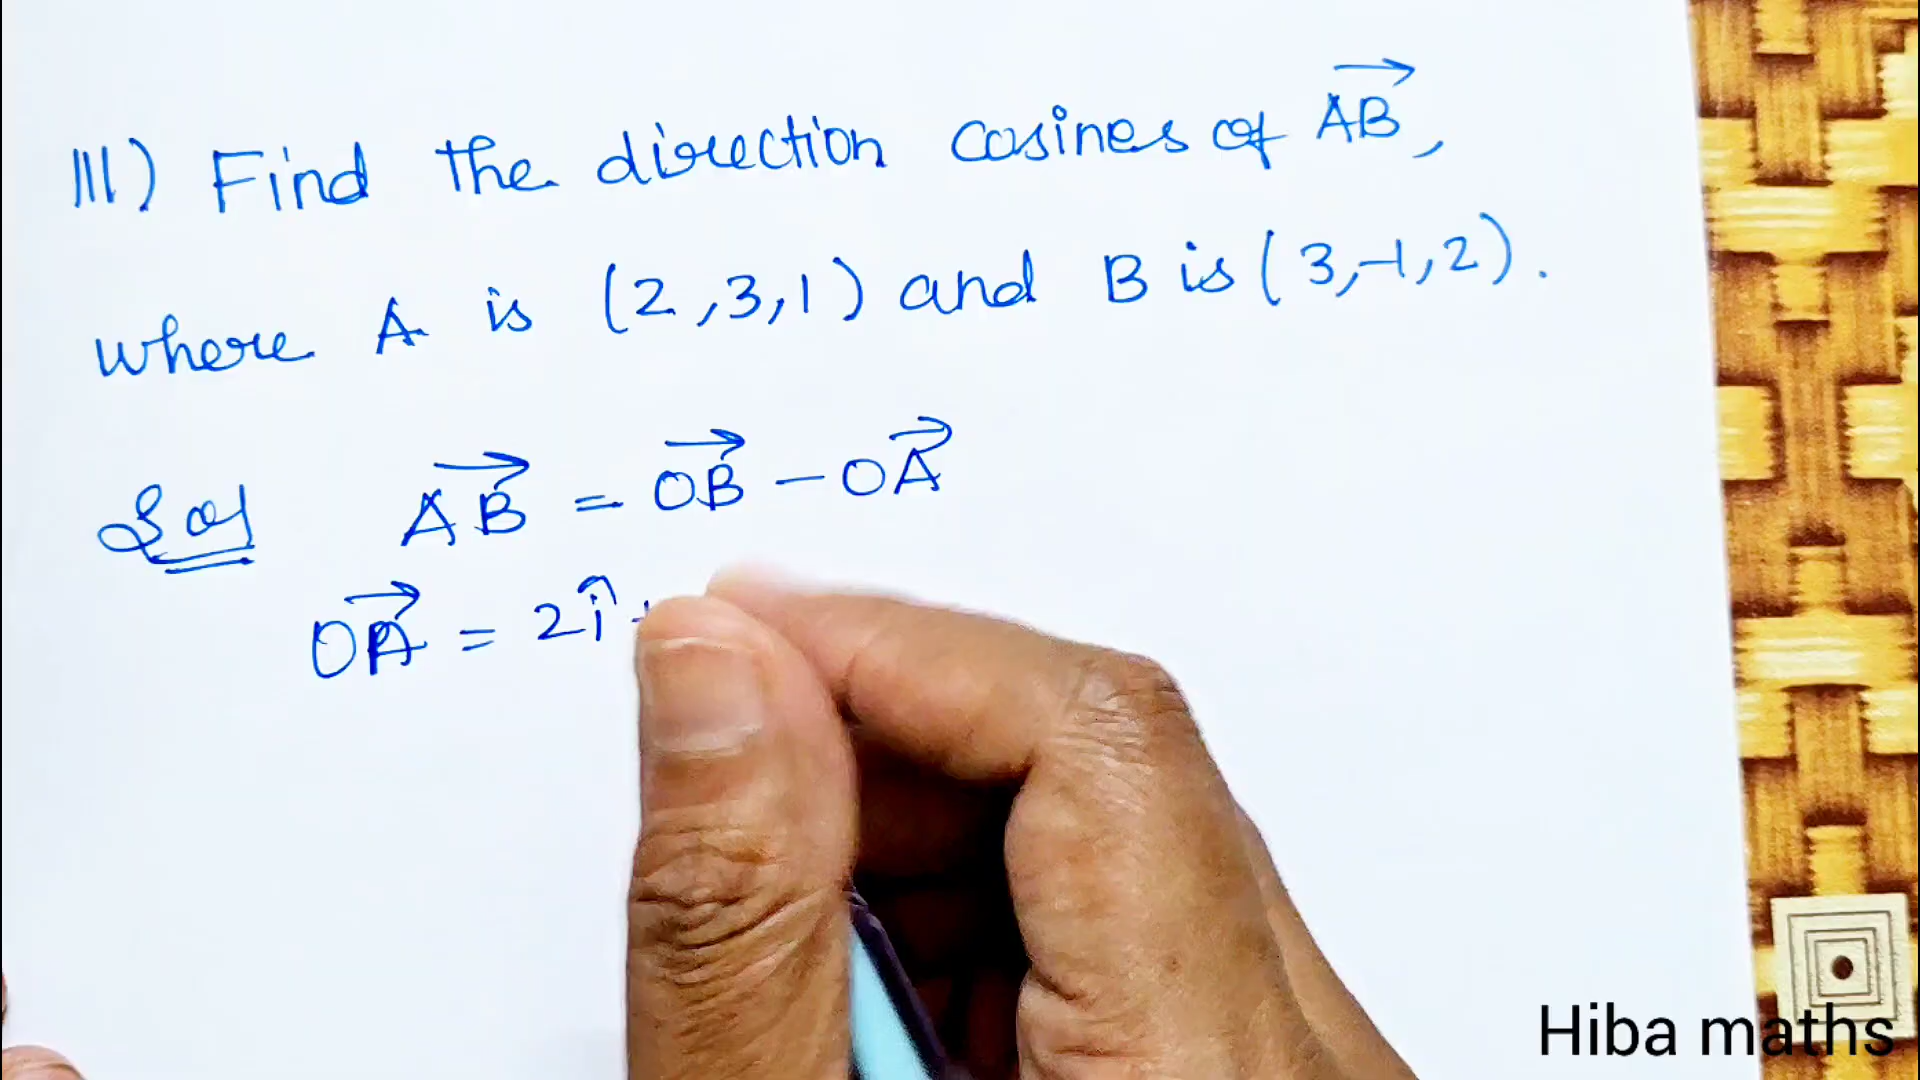 III) Find the direction cosines of AB,
where A is (2,3,1) and B is (3,-1,2).
Sol AB = OB - OA
OA = 2î +
Hiba maths